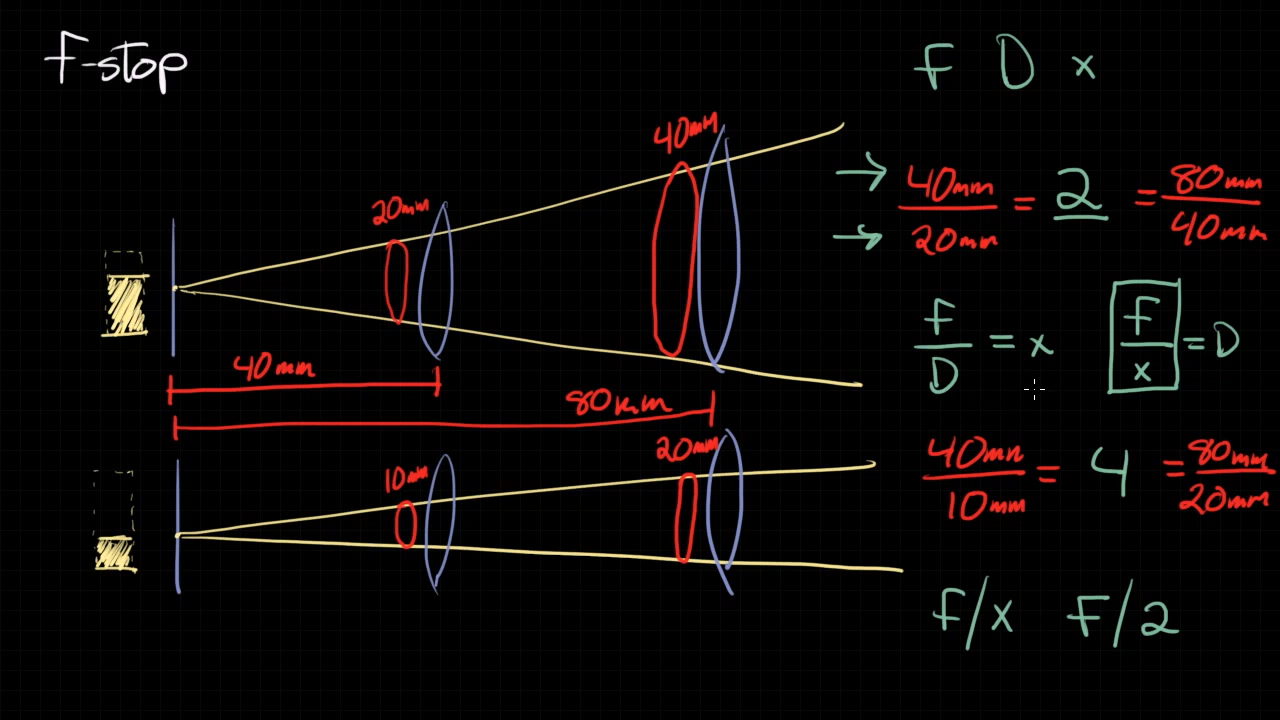 f-stop
F D x
40mm
20mm
→ 40mm/20mm = 2 = 80mm/40mm
→
F/D = x F/x = D
40mm
80mm
20mm
10mm
40mm/10mm = 4 = 80mm/20mm
F/x F/2